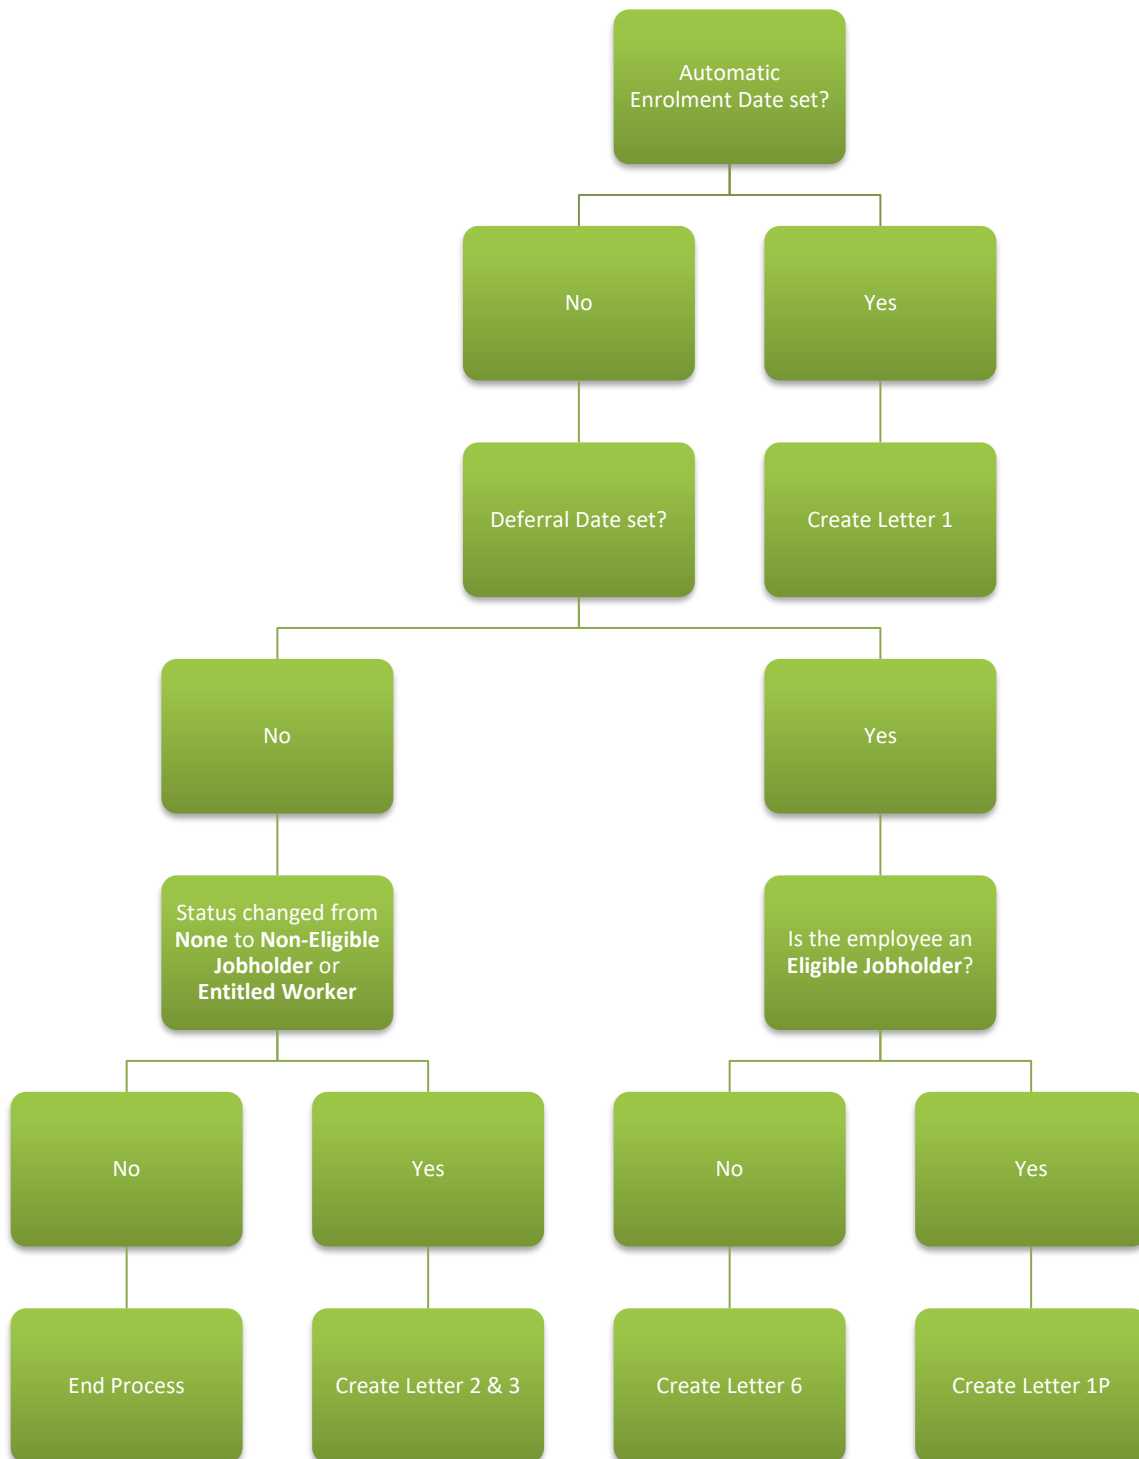 Automatic
Enrolment Date set?
No
Yes
Deferral Date set?
Create Letter 1
No
Yes
Status changed from
None to Non-Eligible
Jobholder or
Entitled Worker
Is the employee an
Eligible Jobholder?
No
Yes
No
Yes
End Process
Create Letter 2 & 3
Create Letter 6
Create Letter 1P